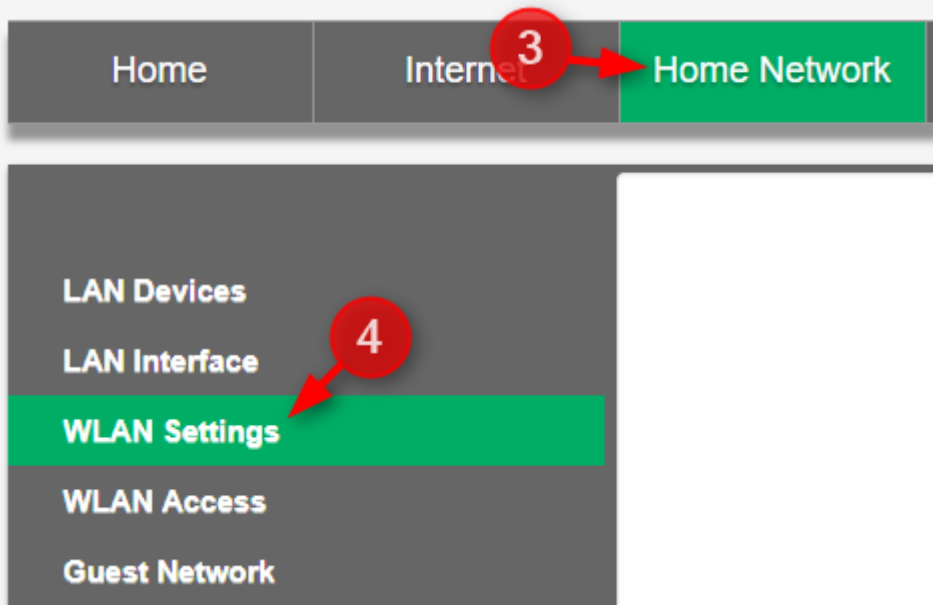 Home Internet 3 Home Network
LAN Devices
4
LAN Interface
WLAN Settings
WLAN Access
Guest Network